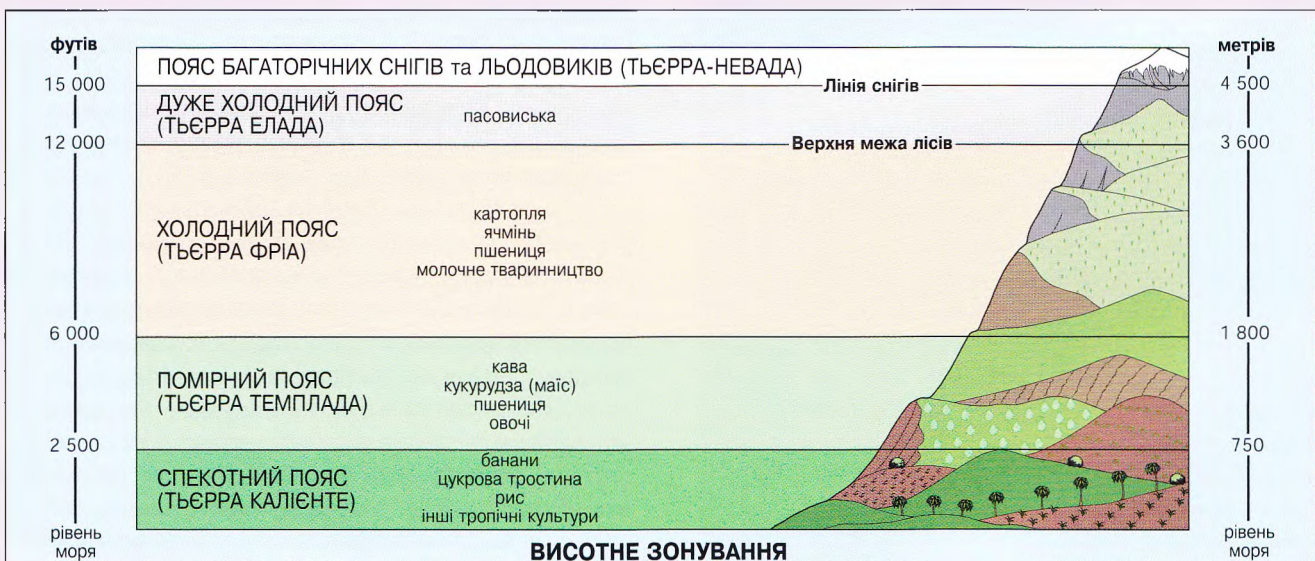 футів
метрів
ПОЯС БАГАТОРІЧНИХ СНІГІВ та ЛЬОДОВИКІВ (ТЬЄРРА-НЕВАДА)
15 000
Лінія снігів
4 500
ДУЖЕ ХОЛОДНИЙ ПОЯС
(ТЬЄРРА ЕЛАДА)
пасовиська
12 000
Верхня межа лісів
3 600
ХОЛОДНИЙ ПОЯС
(ТЬЄРРА ФРІА)
картопля
ячмінь
пшениця
молочне тваринництво
6 000
1 800
ПОМІРНИЙ ПОЯС
(ТЬЄРРА ТЕМПЛАДА)
кава
кукурудза (маїс)
пшениця
овочі
2 500
750
СПЕКОТНИЙ ПОЯС
(ТЬЄРРА КАЛІЄНТЕ)
банани
цукрова тростина
рис
інші тропічні культури
рівень
моря
рівень
моря
ВИСОТНЕ ЗОНУВАННЯ